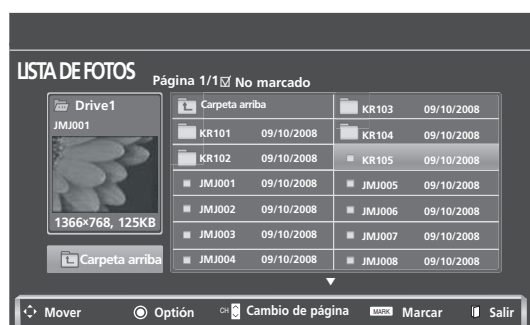 LISTA DE FOTOS
Página 1/1 No marcado
Drive1
JMJ001
1366×768, 125KB
Carpeta arriba
Carpeta arriba
KR101 09/10/2008
KR102 09/10/2008
JMJ001 09/10/2008
JMJ002 09/10/2008
JMJ003 09/10/2008
JMJ004 09/10/2008
KR103 09/10/2008
KR104 09/10/2008
KR105 09/10/2008
JMJ005 09/10/2008
JMJ006 09/10/2008
JMJ007 09/10/2008
JMJ008 09/10/2008
Mover Optión CH Cambio de página MARK Marcar Salir